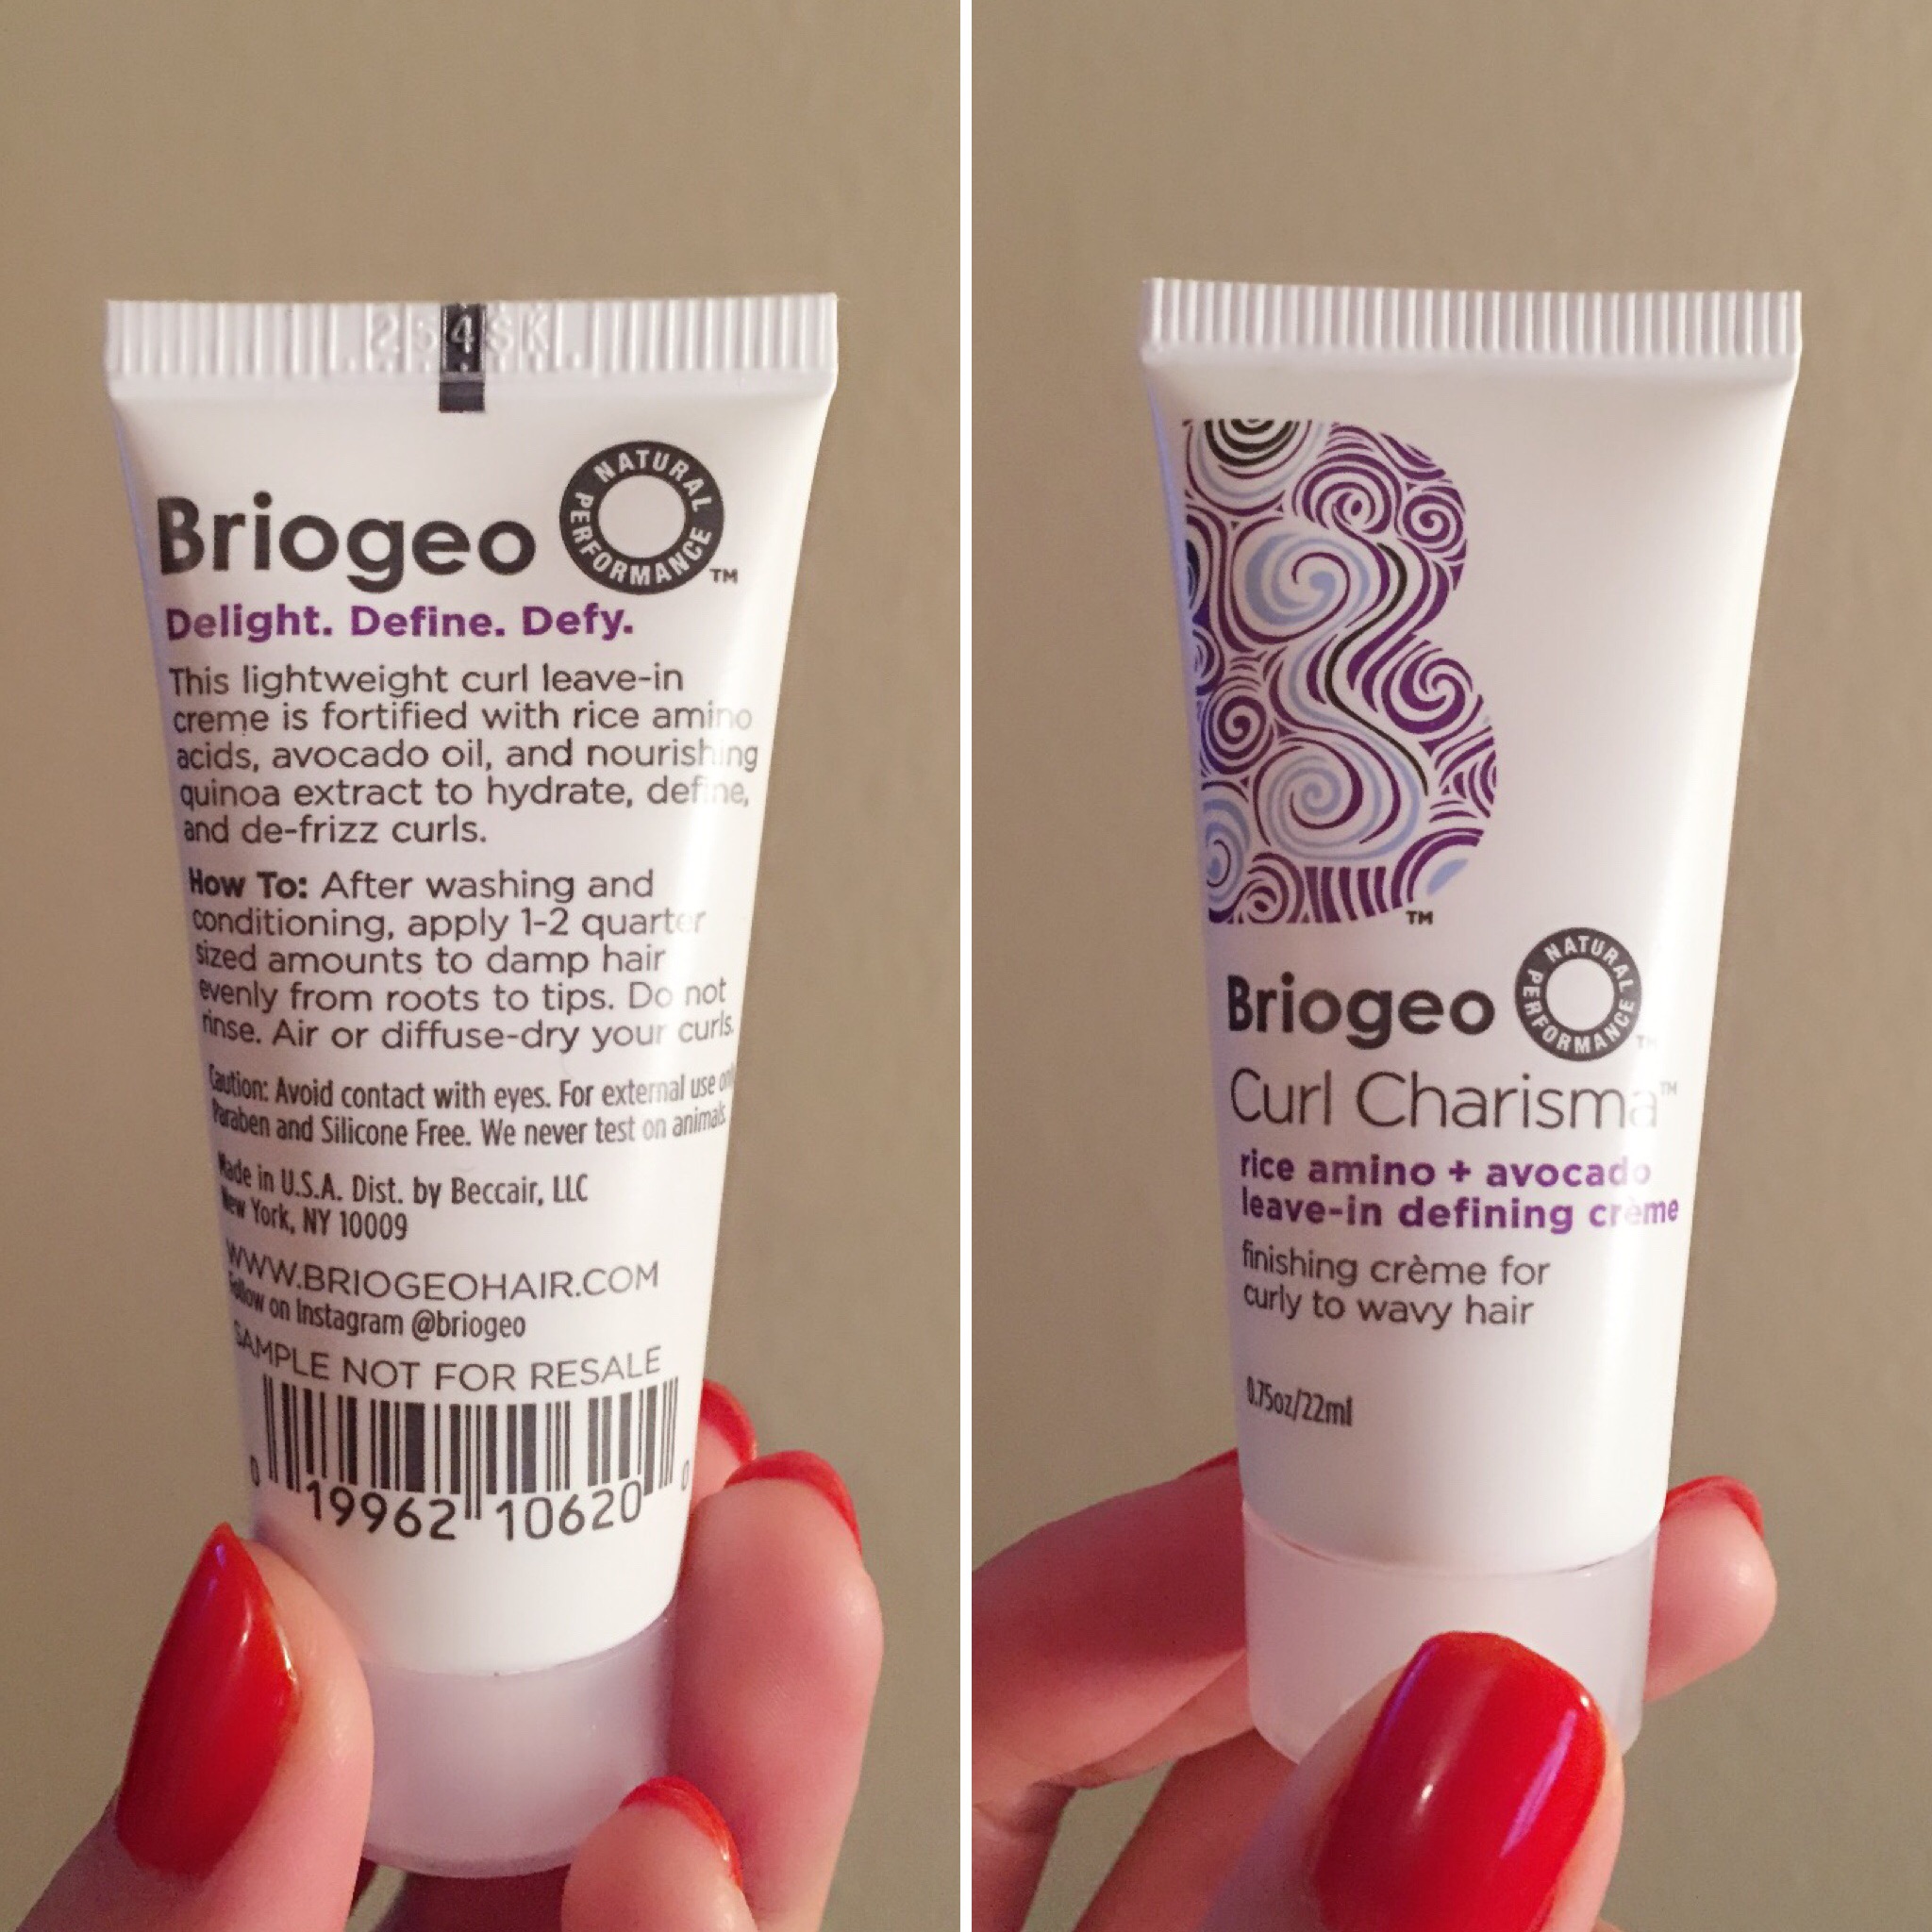 254SK
Briogeo
NATURAL PERFORMANCE
™
Delight. Define. Defy.
This lightweight curl leave-in
creme is fortified with rice amino
acids, avocado oil, and nourishing
quinoa extract to hydrate, define,
and de-frizz curls.
How To: After washing and
conditioning, apply 1-2 quarter
sized amounts to damp hair
evenly from roots to tips. Do not
rinse. Air or diffuse-dry your curls.
Caution: Avoid contact with eyes. For external use only
Paraben and Silicone Free. We never test on animals.
Made in U.S.A. Dist. by Beccair, LLC
New York, NY 10009
WWW.BRIOGEOHAIR.COM
Follow on Instagram @briogeo
SAMPLE NOT FOR RESALE
0 19962 10620 0
™
Briogeo
NATURAL PERFORMANCE
™
Curl Charisma™
rice amino + avocado
leave-in defining crème
finishing crème for
curly to wavy hair
0.75oz/22ml